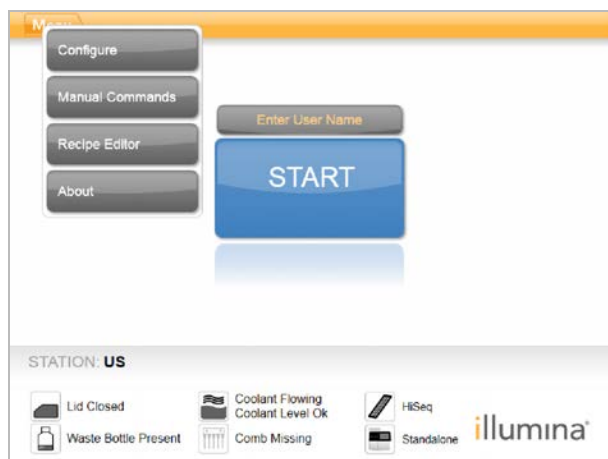 Menu
Configure
Manual Commands
Recipe Editor
About
Enter User Name
START
STATION: US
Lid Closed
Waste Bottle Present
Coolant Flowing
Coolant Level Ok
Comb Missing
HiSeq
Standalone
illumina®